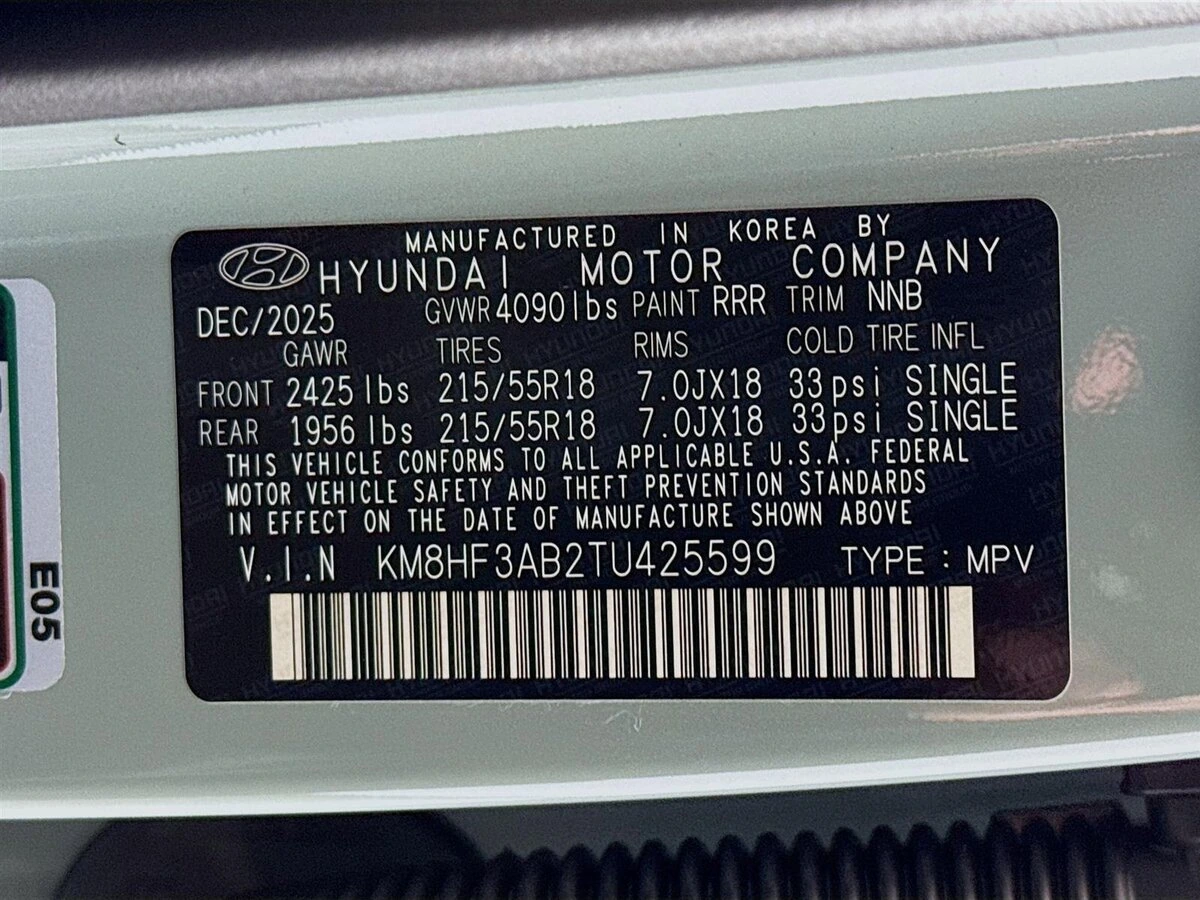 MANUFACTURED IN KOREA BY
HYUNDAI MOTOR COMPANY
DEC/2025 GVWR 4090lbs PAINT RRR TRIM NNB
GAWR TIRES RIMS COLD TIRE INFL
FRONT 2425 lbs 215/55R18 7.0JX18 33psi SINGLE
REAR 1956 lbs 215/55R18 7.0JX18 33psi SINGLE
THIS VEHICLE CONFORMS TO ALL APPLICABLE U.S.A. FEDERAL
MOTOR VEHICLE SAFETY AND THEFT PREVENTION STANDARDS
IN EFFECT ON THE DATE OF MANUFACTURE SHOWN ABOVE
V.I.N KM8HF3AB2TU425599 TYPE : MPV
E05